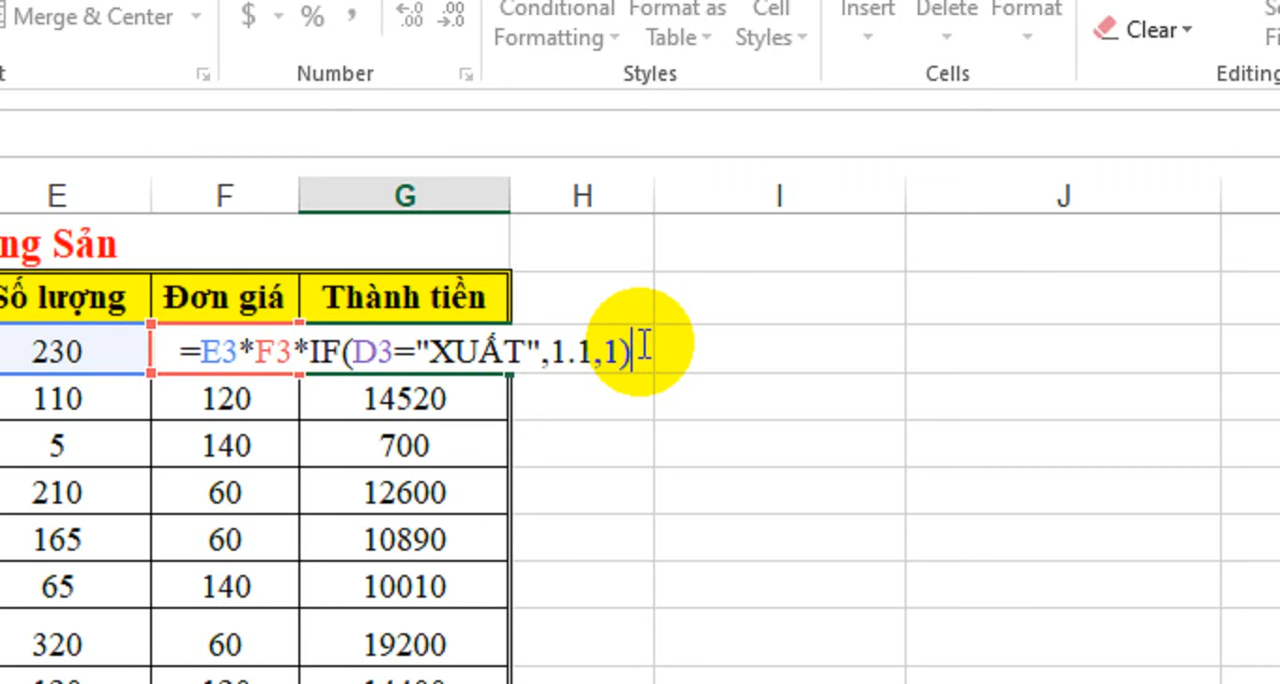 Merge & Center $ % , .00 .00
Conditional Format as Cell Insert Delete Format
Formatting Table Styles Clear
Number Styles Cells Editing
E F G H I J
ng Sản
Số lượng Đơn giá Thành tiền
230 =E3*F3*IF(D3="XUẤT",1.1,1)
110 120 14520
5 140 700
210 60 12600
165 60 10890
65 140 10010
320 60 19200